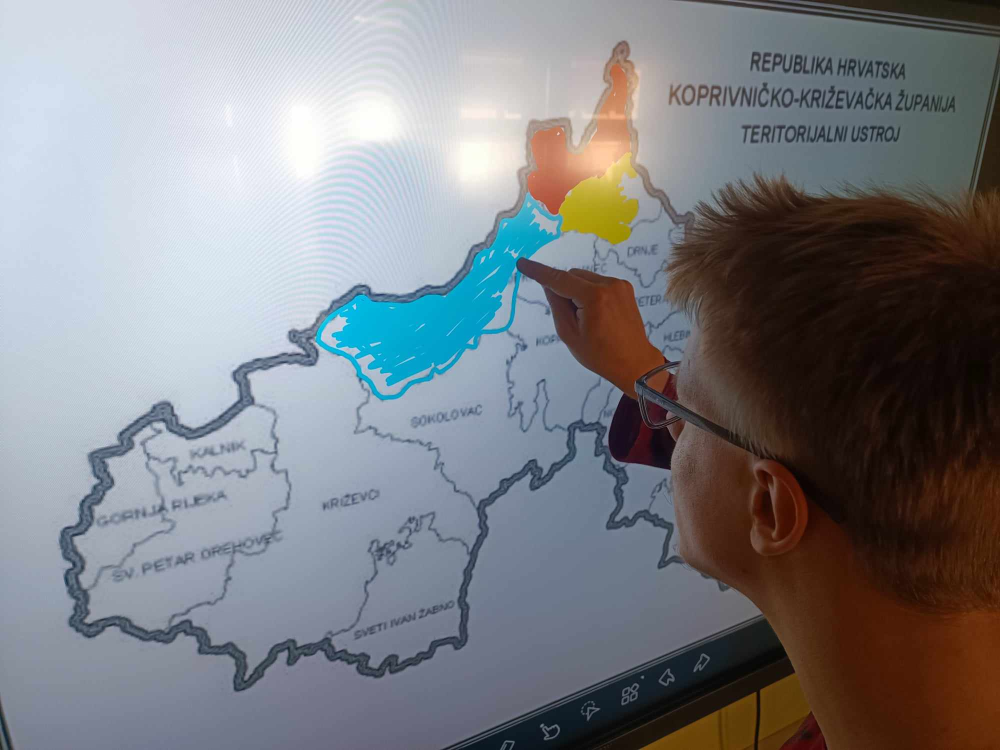 REPUBLIKA HRVATSKA
KOPRIVNIČKO-KRIŽEVAČKA ŽUPANIJA
TERITORIJALNI USTROJ
DRNJE
SOKOLOVAC
KALNIK
KRIŽEVCI
GORNJA RIJEKA
SV. PETAR OREHOVEC
SVETI IVAN ŽABNO